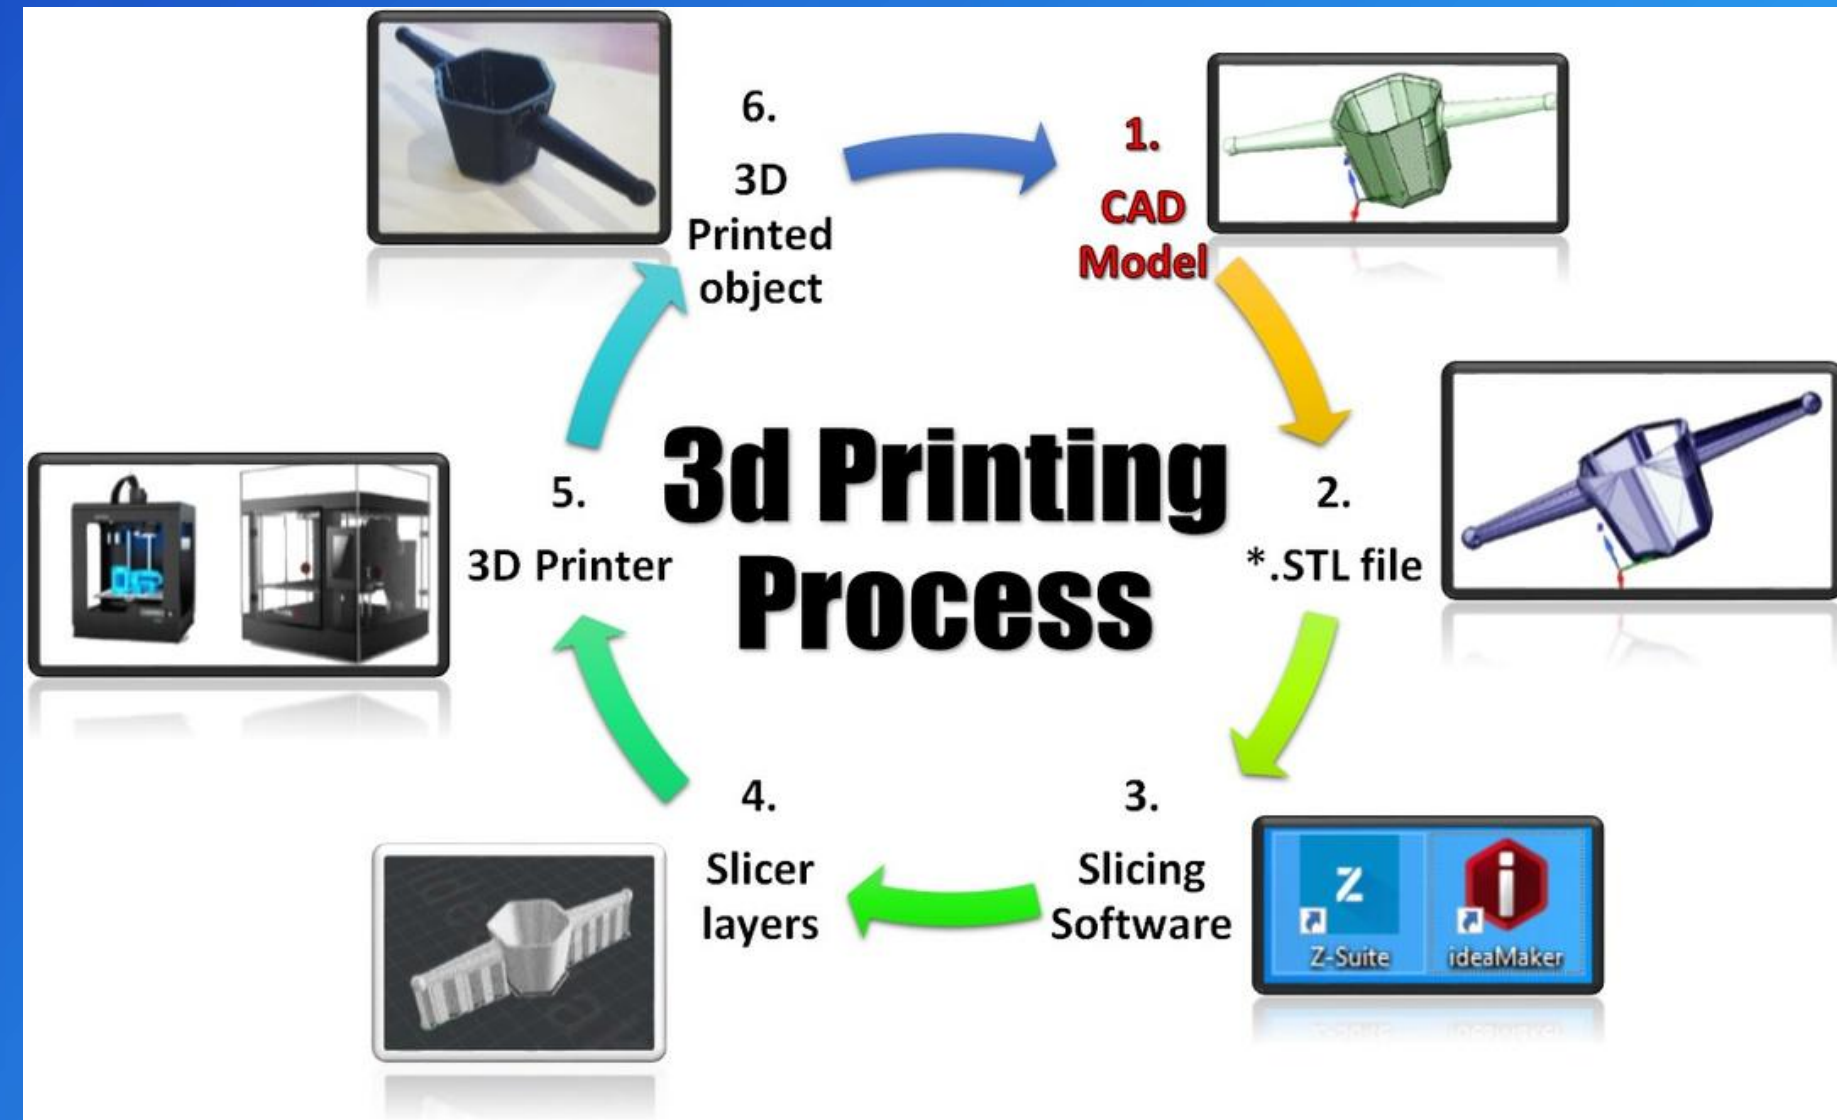 3d Printing
Process
1.
CAD
Model
2.
*.STL file
3.
Slicing
Software
Z
i
Z-Suite
ideaMaker
4.
Slicer
layers
5.
3D Printer
6.
3D
Printed
object